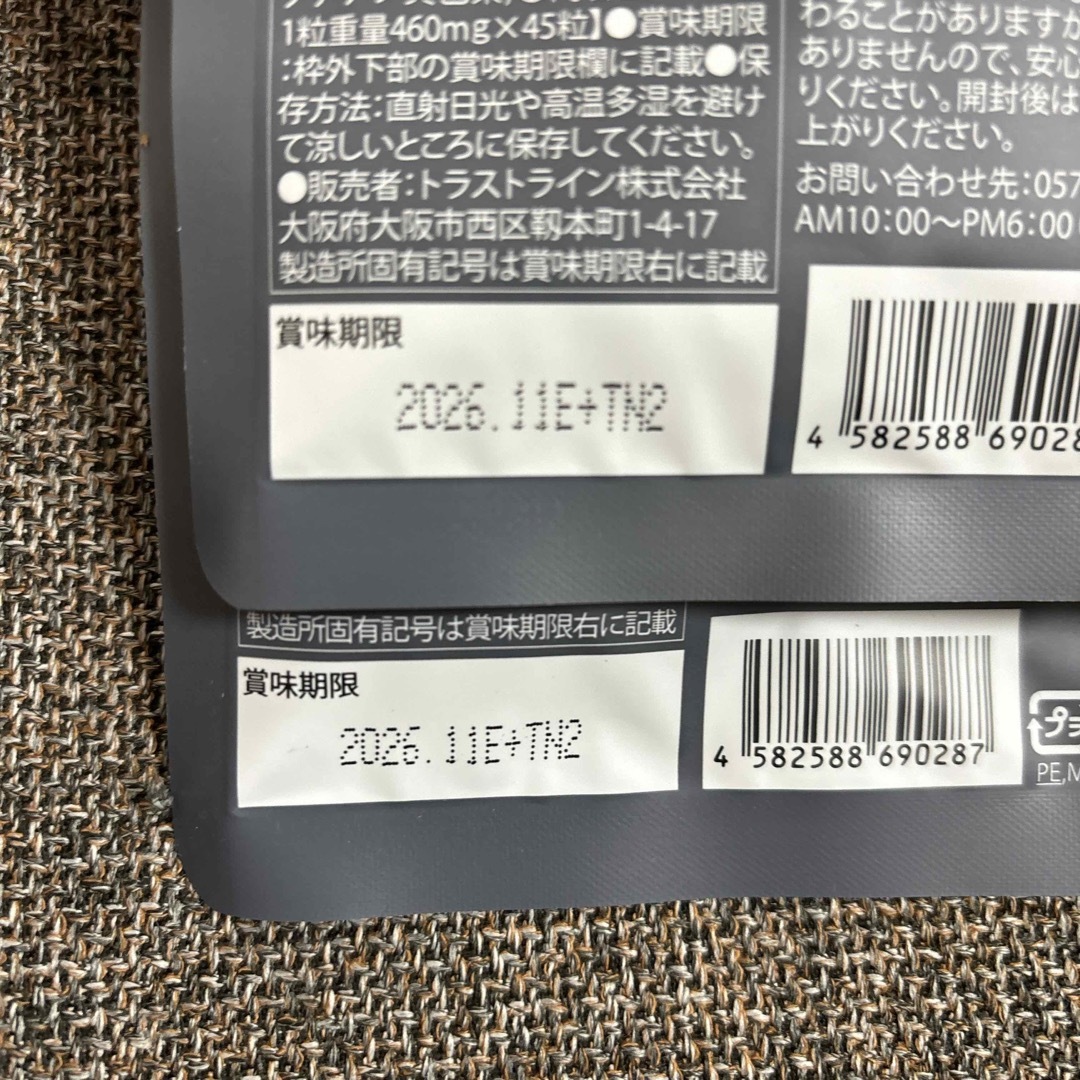 1粒重量460mg×45粒】●賞味期限
:枠外下部の賞味期限欄に記載●保
存方法:直射日光や高温多湿を避け
て涼しいところに保存してください。
●販売者:トラストライン株式会社
大阪府大阪市西区靱本町1-4-17
製造所固有記号は賞味期限右に記載
わることがありますが
ありませんので、安心
りください。開封後は
上がりください。
お問い合わせ先:057
AM10:00〜PM6:00
賞味期限
2026.11E+TN2
4 582588 69028
製造所固有記号は賞味期限右に記載
賞味期限
2026.11E+TN2
4 582588 690287
プラ
PE,M